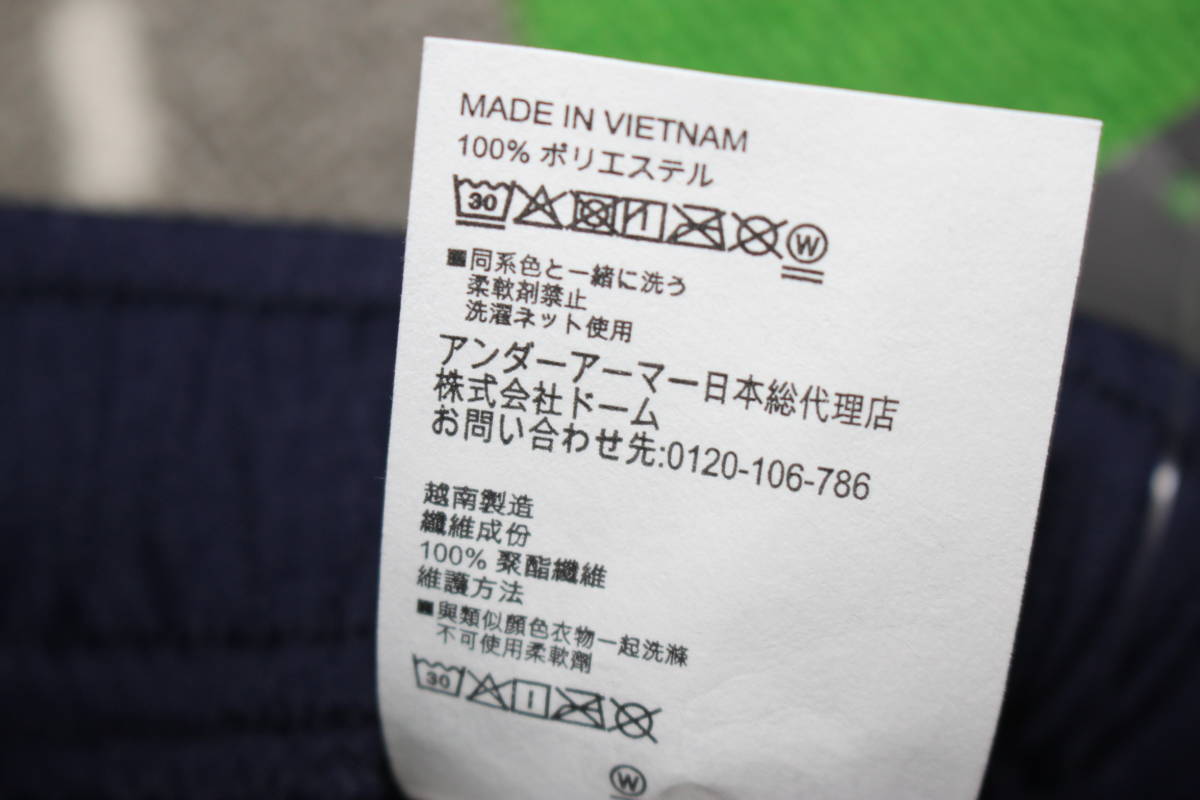 MADE IN VIETNAM
100% ポリエステル
30
W
■同系色と一緒に洗う
柔軟剤禁止
洗濯ネット使用
アンダーアーマー日本総代理店
株式会社ドーム
お問い合わせ先:0120-106-786
越南製造
纖維成份
100% 聚酯纖維
維護方法
■與類似顏色衣物一起洗滌
不可使用柔軟劑
30
W